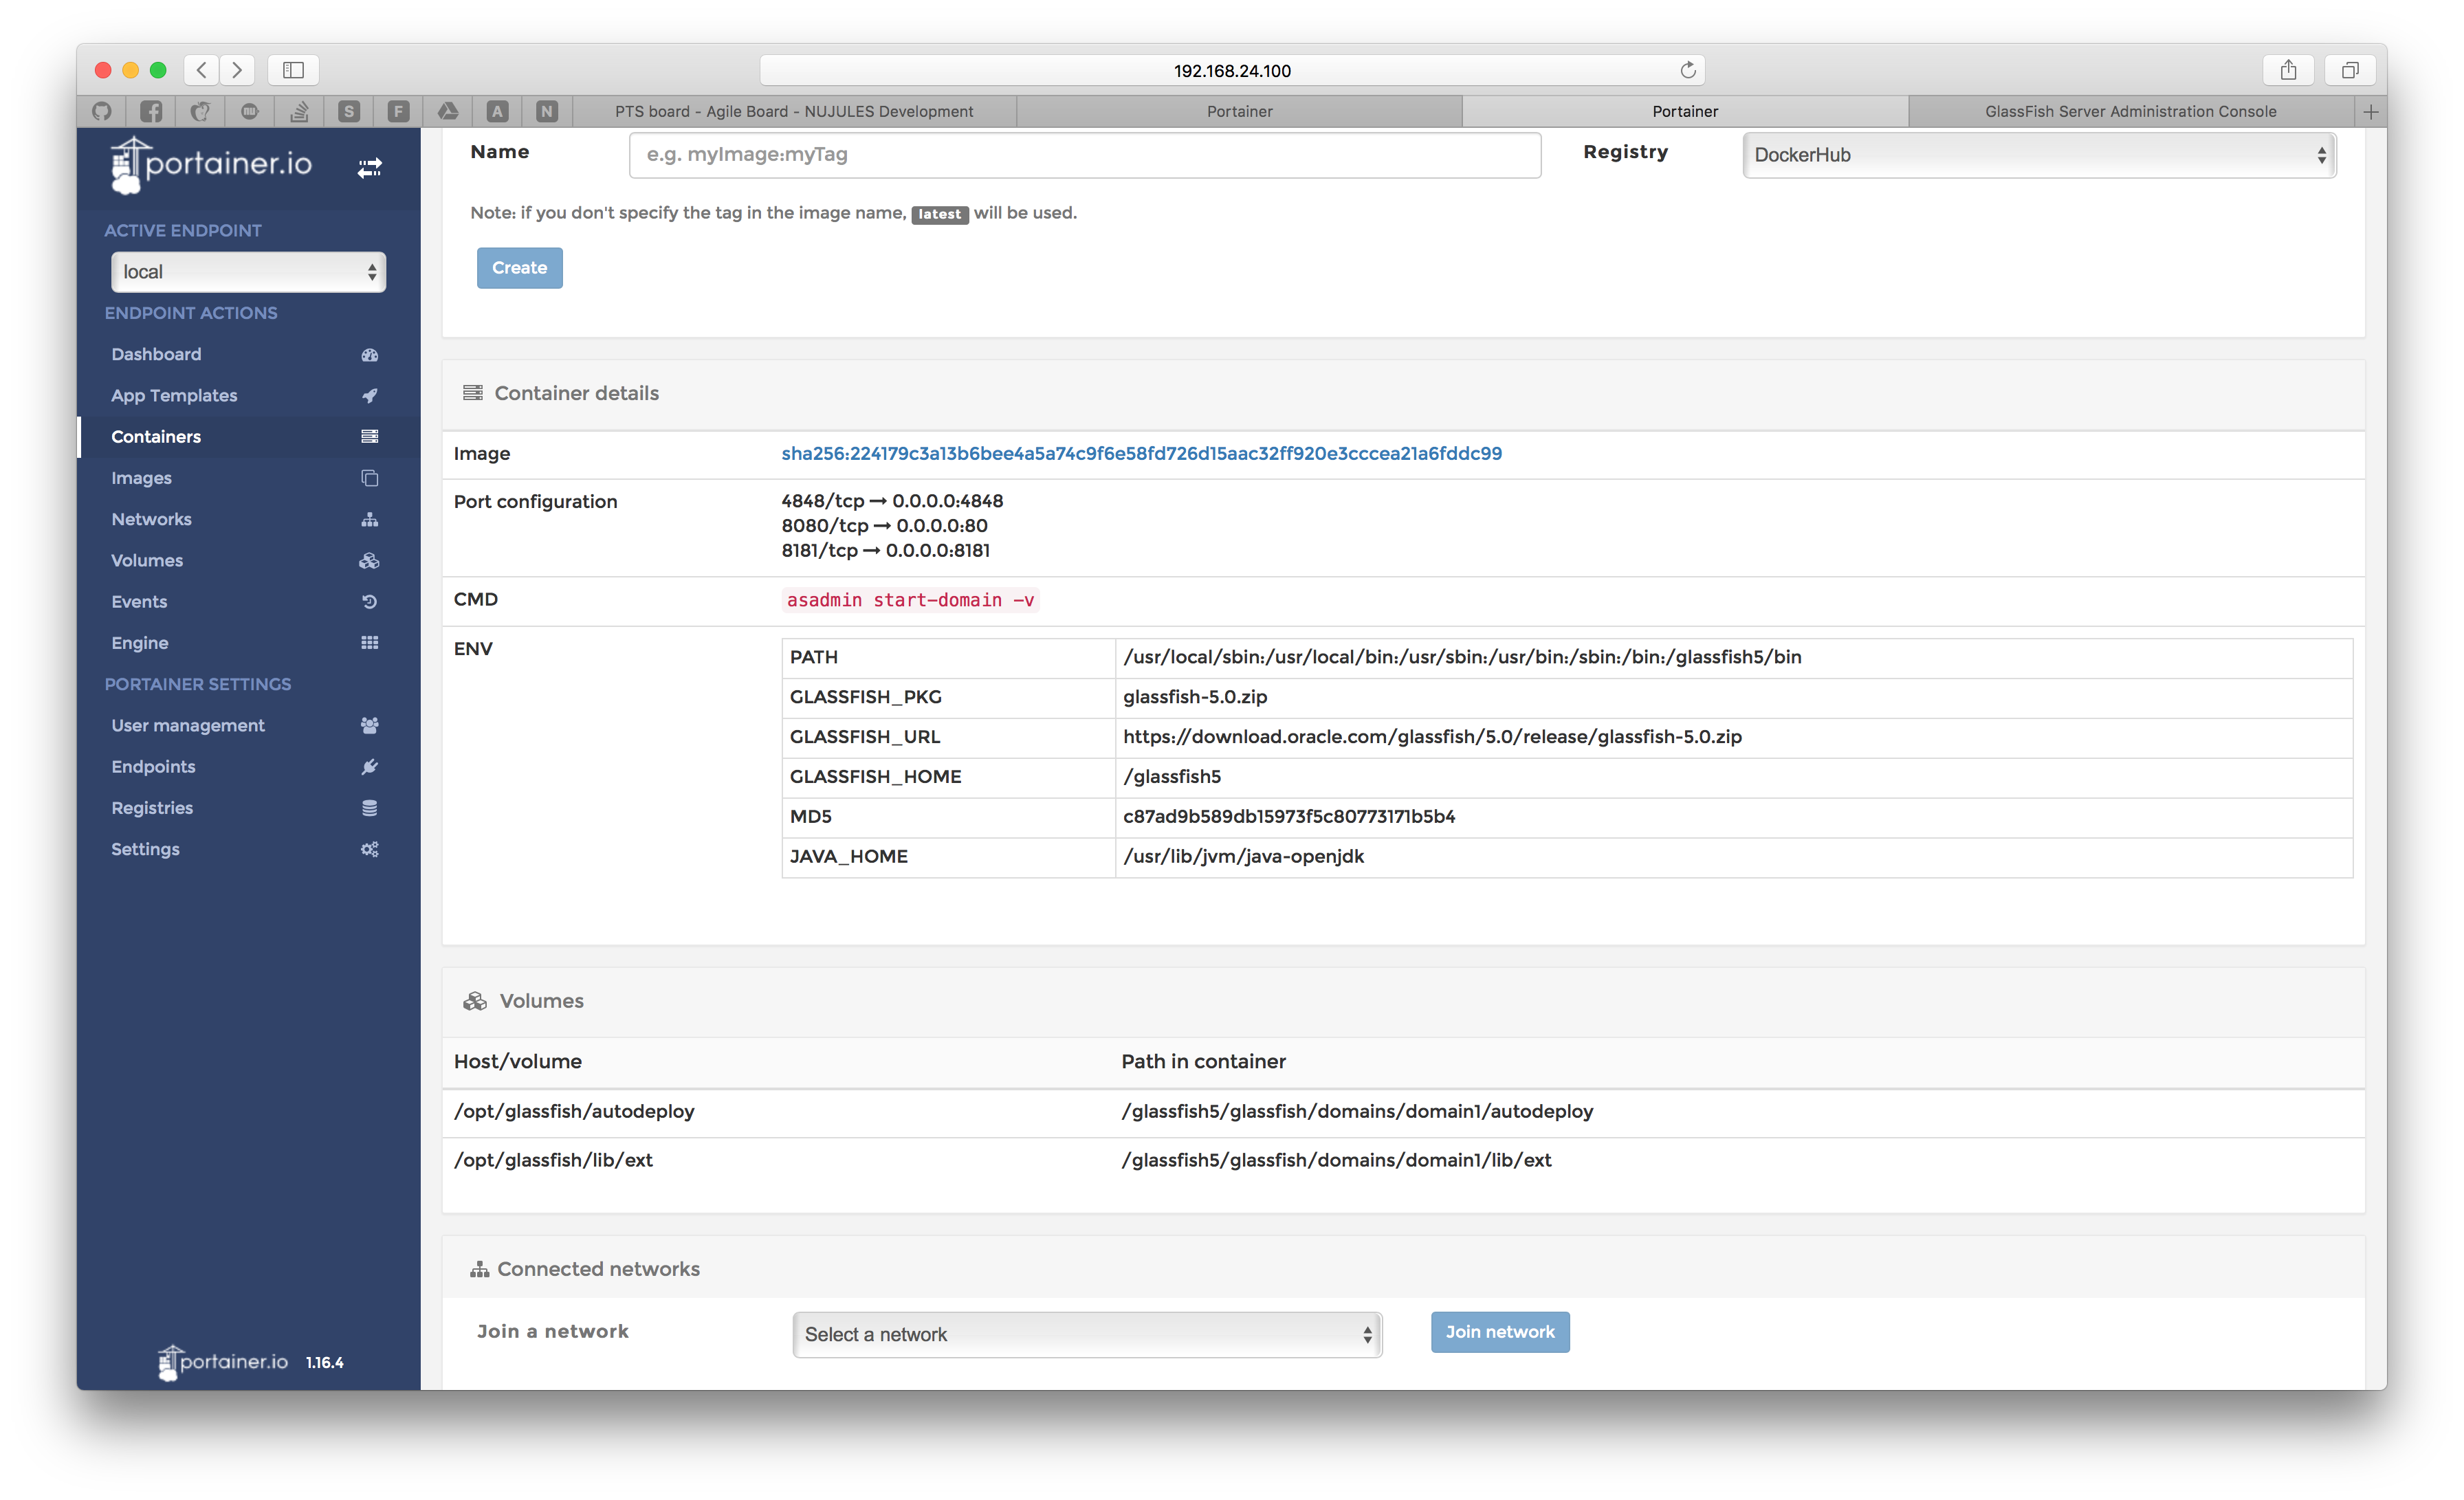 192.168.24.100
S
F
A
N
PTS board - Agile Board - NUJULES Development
Portainer
Portainer
GlassFish Server Administration Console
portainer.io
ACTIVE ENDPOINT
local
ENDPOINT ACTIONS
Dashboard
App Templates
Containers
Images
Networks
Volumes
Events
Engine
PORTAINER SETTINGS
User management
Endpoints
Registries
Settings
portainer.io 1.16.4
Name e.g. myImage:myTag Registry DockerHub
Note: if you don't specify the tag in the image name, latest will be used.
Create
Container details
Image sha256:224179c3a13b6bee4a5a74c9f6e58fd726d15aac32ff920e3cccea21a6fddc99
Port configuration 4848/tcp → 0.0.0.0:4848
8080/tcp → 0.0.0.0:80
8181/tcp → 0.0.0.0:8181
CMD asadmin start-domain -v
ENV PATH /usr/local/sbin:/usr/local/bin:/usr/sbin:/usr/bin:/sbin:/bin:/glassfish5/bin
GLASSFISH_PKG glassfish-5.0.zip
GLASSFISH_URL https://download.oracle.com/glassfish/5.0/release/glassfish-5.0.zip
GLASSFISH_HOME /glassfish5
MD5 c87ad9b589db15973f5c80773171b5b4
JAVA_HOME /usr/lib/jvm/java-openjdk
Volumes
Host/volume Path in container
/opt/glassfish/autodeploy /glassfish5/glassfish/domains/domain1/autodeploy
/opt/glassfish/lib/ext /glassfish5/glassfish/domains/domain1/lib/ext
Connected networks
Join a network Select a network Join network